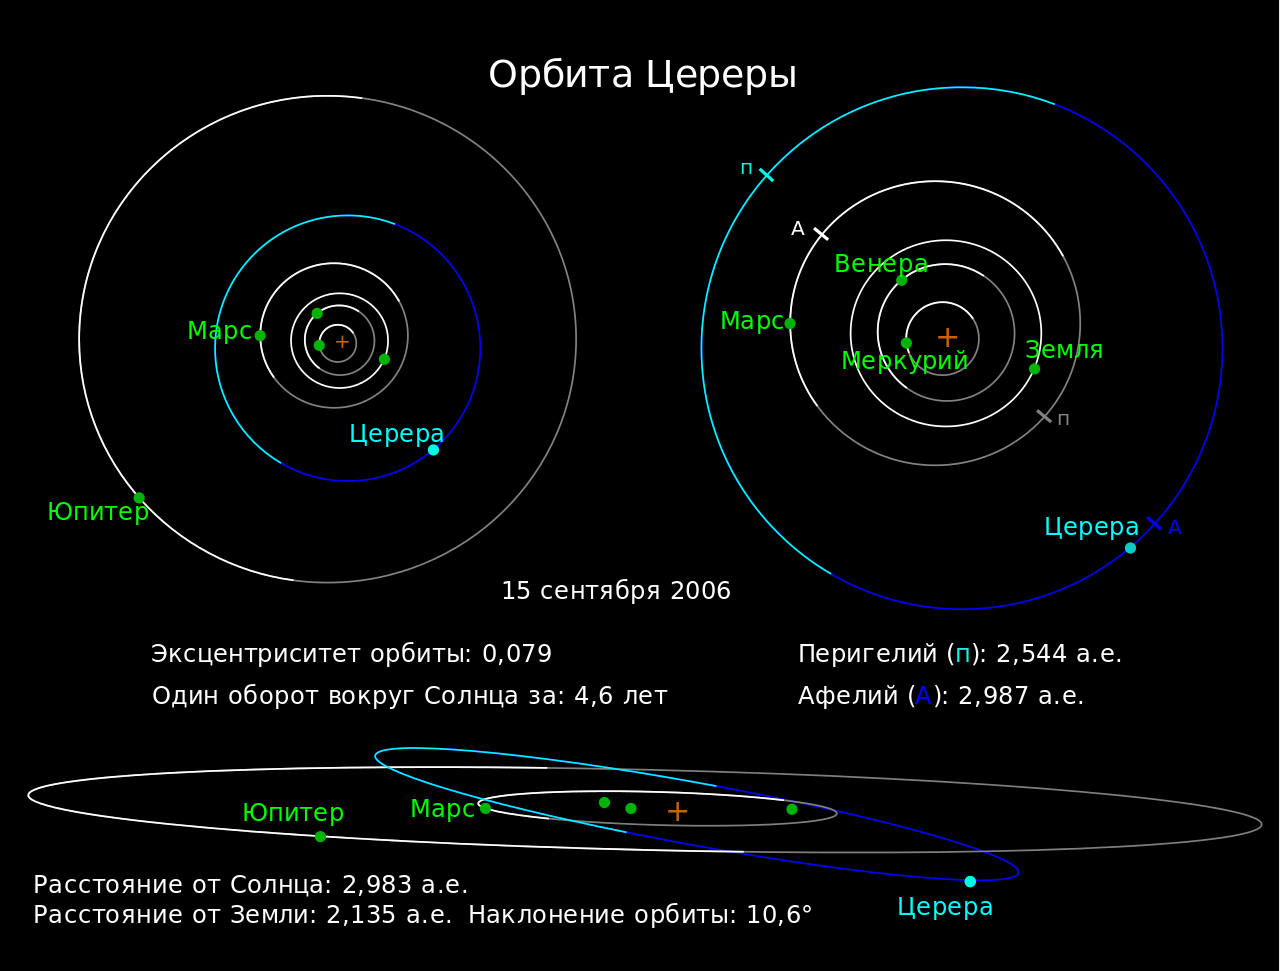 Орбита Цереры
п
А
Венера
Марс
Марс
Меркурий
Земля
п
Церера
Юпитер
Церера
А
15 сентября 2006
Эксцентриситет орбиты: 0,079
Перигелий (п): 2,544 а.е.
Один оборот вокруг Солнца за: 4,6 лет
Афелий (А): 2,987 а.е.
Юпитер
Марс
Церера
Расстояние от Солнца: 2,983 а.е.
Расстояние от Земли: 2,135 а.е. Наклонение орбиты: 10,6°